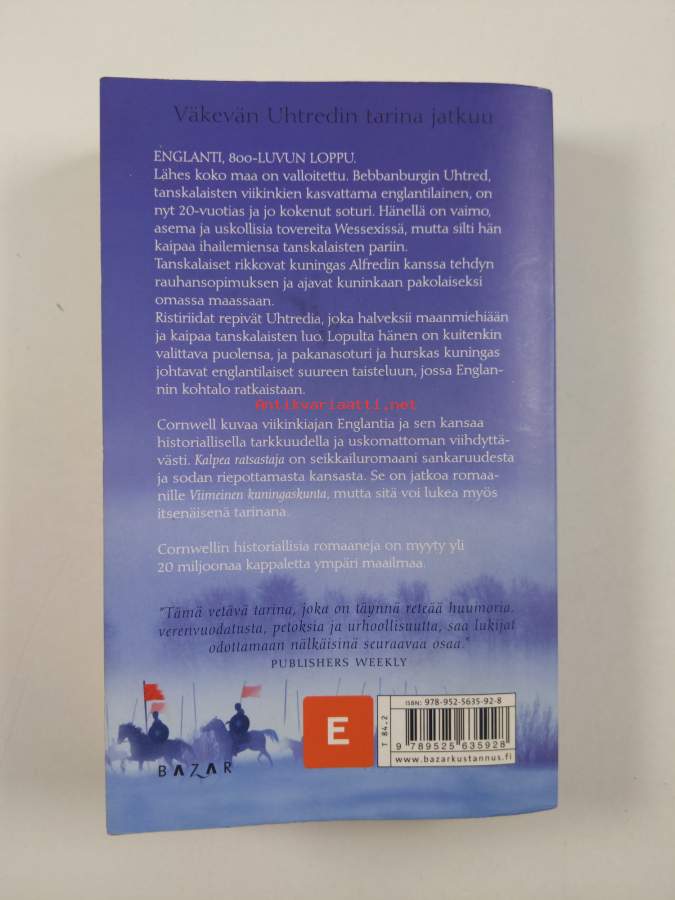 Väkevän Uhtredin tarina jatkuu
ENGLANTI, 800-LUVUN LOPPU.
Lähes koko maa on valloitettu. Bebbanburgin Uhtred,
tanskalaisten viikinkien kasvattama englantilainen, on
nyt 20-vuotias ja jo kokenut soturi. Hänellä on vaimo,
asema ja uskollisia tovereita Wessexissä, mutta silti hän
kaipaa ihailemiensa tanskalaisten pariin.
Tanskalaiset rikkovat kuningas Alfredin kanssa tehdyn
rauhansopimuksen ja ajavat kuninkaan pakolaiseksi
omassa maassaan.
Ristiriidat repivät Uhtredia, joka halveksii maanmiehiään
ja kaipaa tanskalaisten luo. Lopulta hänen on kuitenkin
valittava puolensa, ja pakanasoturi ja hurskas kuningas
johtavat englantilaiset suureen taisteluun, jossa Englan-
nin kohtalo ratkaistaan.
Antikvariaatti.net
Cornwell kuvaa viikinkiajan Englantia ja sen kansaa
historiallisella tarkkuudella ja uskomattoman viihdyttä-
västi. Kalpea ratsastaja on seikkailuromaani sankaruudesta
ja sodan riepottamasta kansasta. Se on jatkoa romaa-
nille Viimeinen kuningaskunta, mutta sitä voi lukea myös
itsenäisenä tarinana.
Cornwellin historiallisia romaaneja on myyty yli
20 miljoonaa kappaletta ympäri maailmaa.
"Tämä vetävä tarina, joka on täynnä reteää huumoria,
verenvuodatusta, petoksia ja urhoollisuutta, saa lukijat
odottamaan nälkäisinä seuraavaa osaa."
PUBLISHERS WEEKLY
BAZAR
E
T 84.2
ISBN: 978-952-5635-92-8
9 789525 635928
www.bazarkustannus.fi